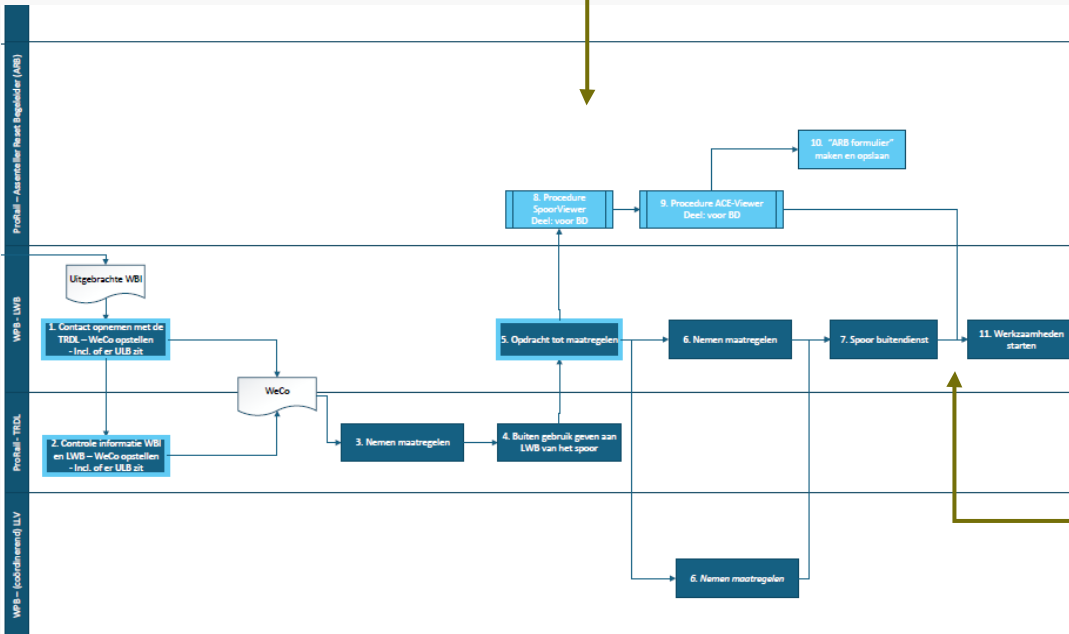 ProRail – Assenteller Reset Begeleider (ARB)
10. "ARB formulier"
maken en opslaan
8. Procedure
SpoorViewer
Deel: voor BD
9. Procedure ACE-Viewer
Deel: voor BD
WPB - LWB
Uitgebrachte WBI
1. Contact opnemen met de
TRDL – WeCo opstellen
- Incl. of er ULB zit
5. Opdracht tot maatregelen
6. Nemen maatregelen
7. Spoor buitendienst
11. Werkzaamheden
starten
WeCo
ProRail - TRDL
2. Controle informatie WBI
en LWB – WeCo opstellen
- Incl. of er ULB zit
3. Nemen maatregelen
4. Buiten gebruik geven aan
LWB van het spoor
WPB – (coördinerend) LLV
6. Nemen maatregelen